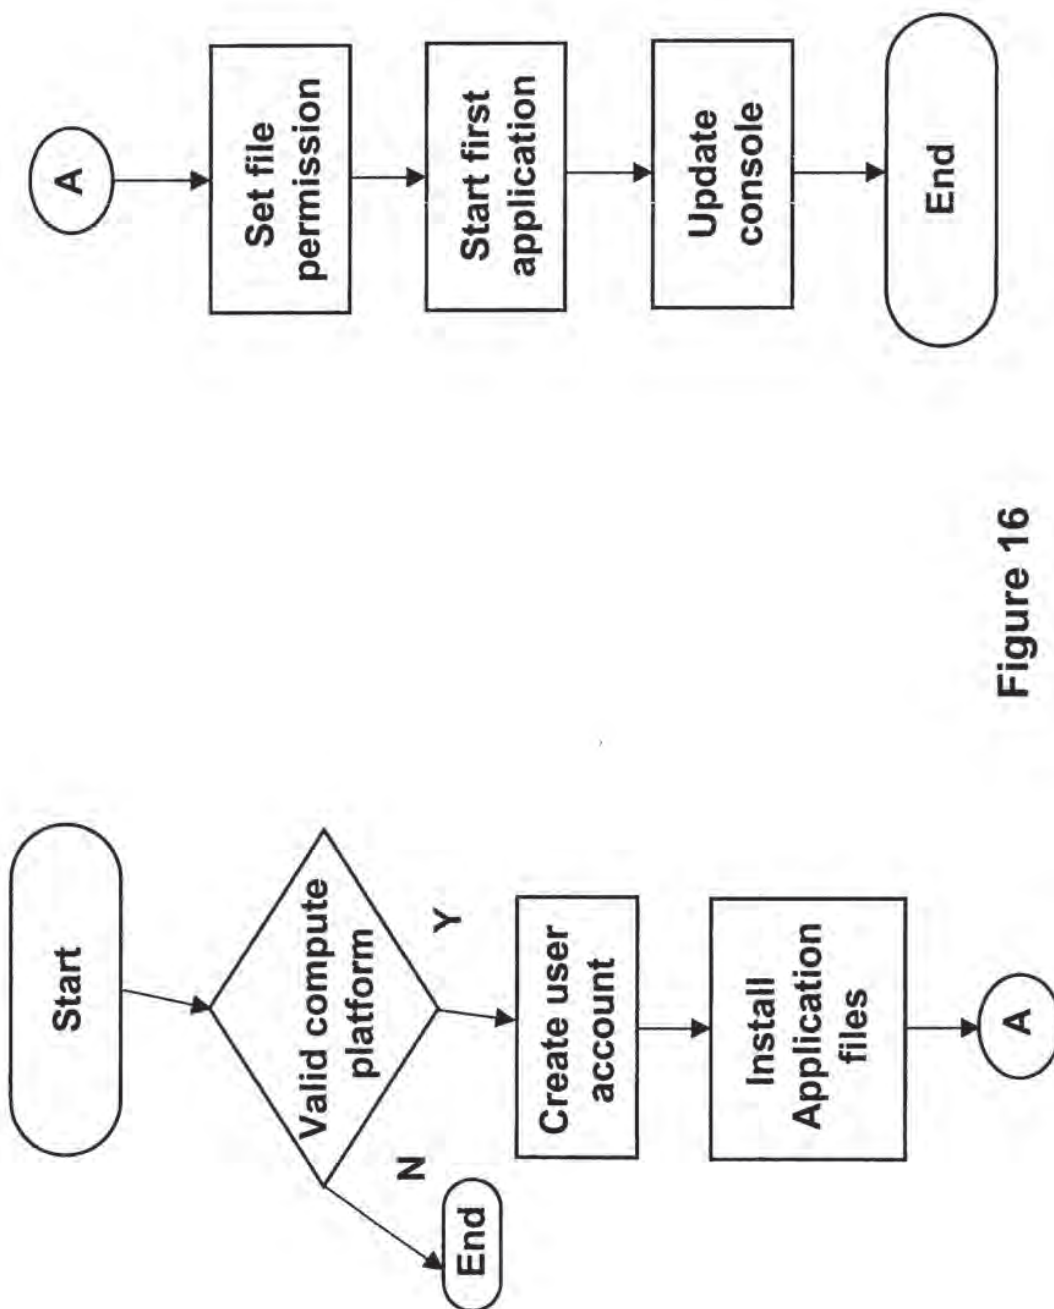 Start
Valid compute
platform
Y
N
End
Create user
account
Install
Application
files
A
A
Set file
permission
Start first
application
Update
console
End
Figure 16